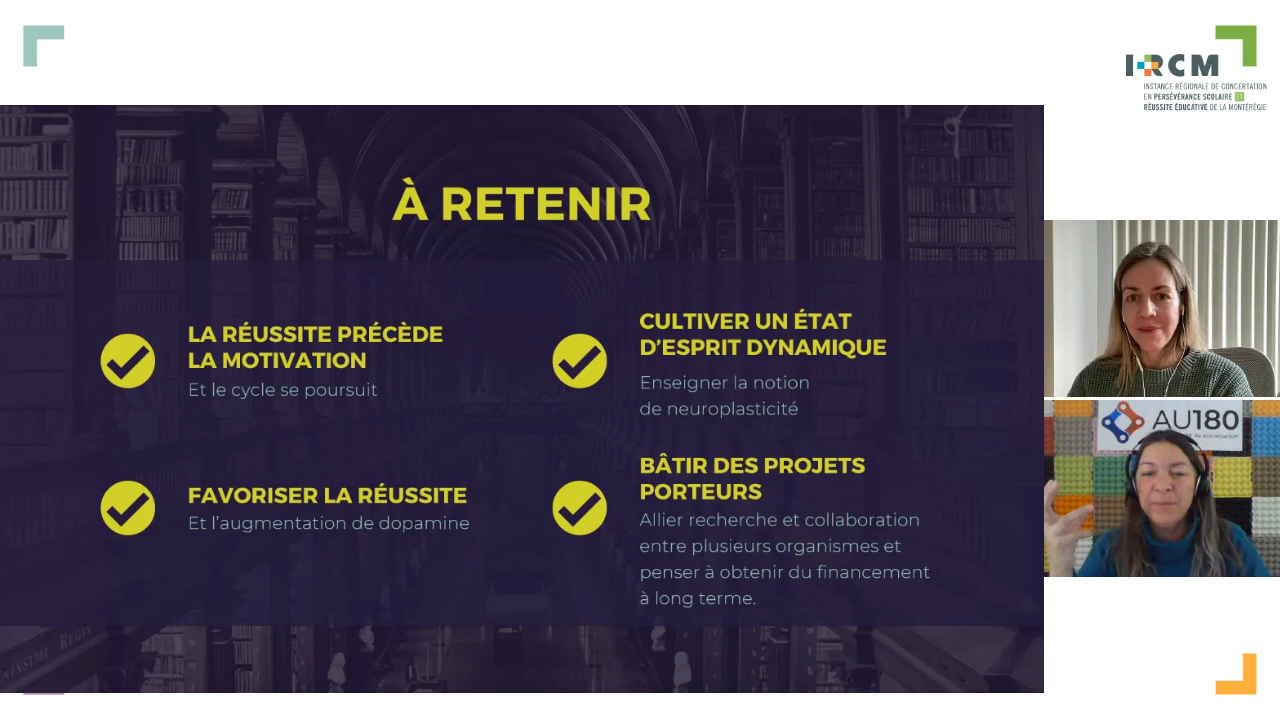 I-RCM
INSTANCE RÉGIONALE DE CONCERTATION
EN PERSÉVÉRANCE SCOLAIRE ET
RÉUSSITE ÉDUCATIVE DE LA MONTÉRÉGIE
À RETENIR
LA RÉUSSITE PRÉCÈDE
LA MOTIVATION
Et le cycle se poursuit
FAVORISER LA RÉUSSITE
Et l'augmentation de dopamine
CULTIVER UN ÉTAT
D'ESPRIT DYNAMIQUE
Enseigner la notion
de neuroplasticité
BÂTIR DES PROJETS
PORTEURS
Allier recherche et collaboration
entre plusieurs organismes et
penser à obtenir du financement
à long terme.
AU180